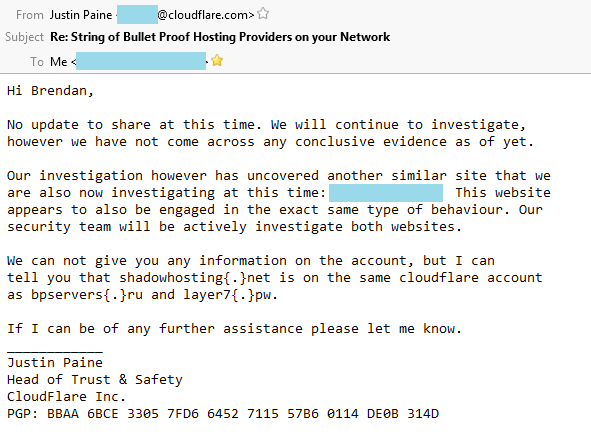 From Justin Paine < @cloudflare.com>
Subject Re: String of Bullet Proof Hosting Providers on your Network
To Me < >
Hi Brendan,
No update to share at this time. We will continue to investigate,
however we have not come across any conclusive evidence as of yet.
Our investigation however has uncovered another similar site that we
are also now investigating at this time: This website
appears to also be engaged in the exact same type of behaviour. Our
security team will be actively investigate both websites.
We can not give you any information on the account, but I can
tell you that shadowhosting{.}net is on the same cloudflare account
as bpservers{.}ru and layer7{.}pw.
If I can be of any further assistance please let me know.
____________
Justin Paine
Head of Trust & Safety
CloudFlare Inc.
PGP: BBAA 6BCE 3305 7FD6 6452 7115 57B6 0114 DE0B 314D